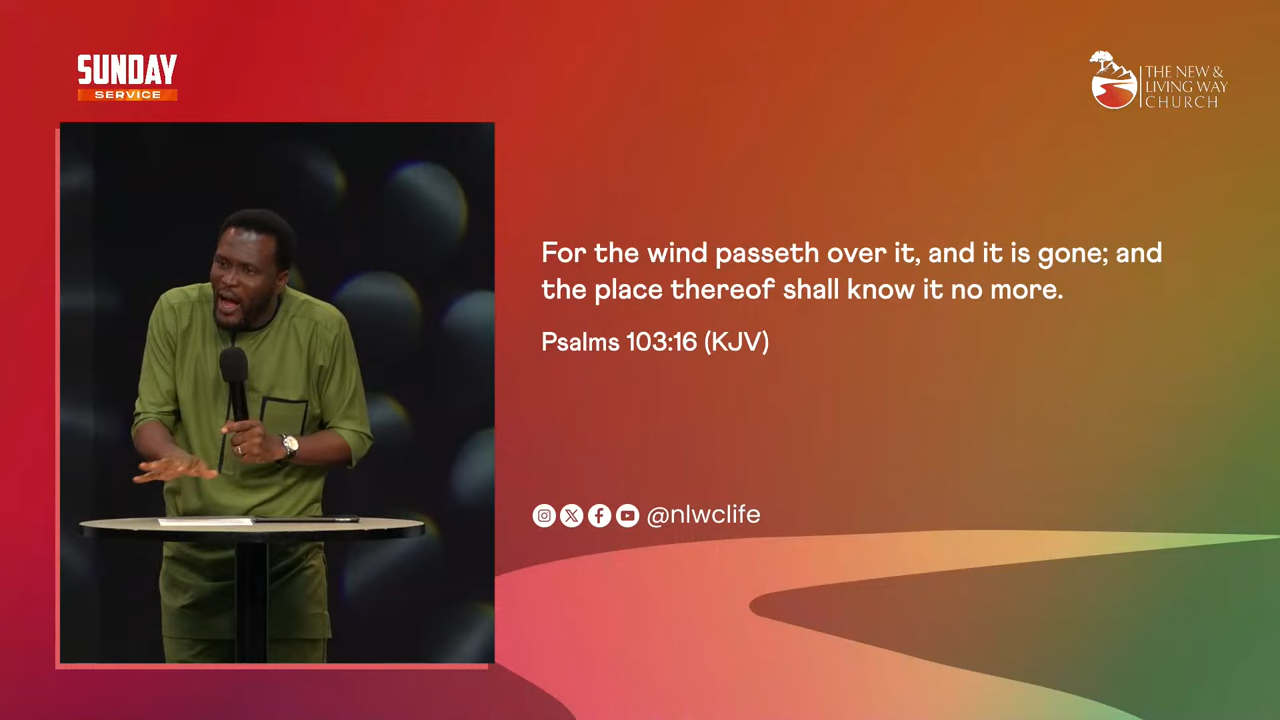 SUNDAY
SERVICE
THE NEW &
LIVING WAY
CHURCH
For the wind passeth over it, and it is gone; and
the place thereof shall know it no more.
Psalms 103:16 (KJV)
@nlwclife